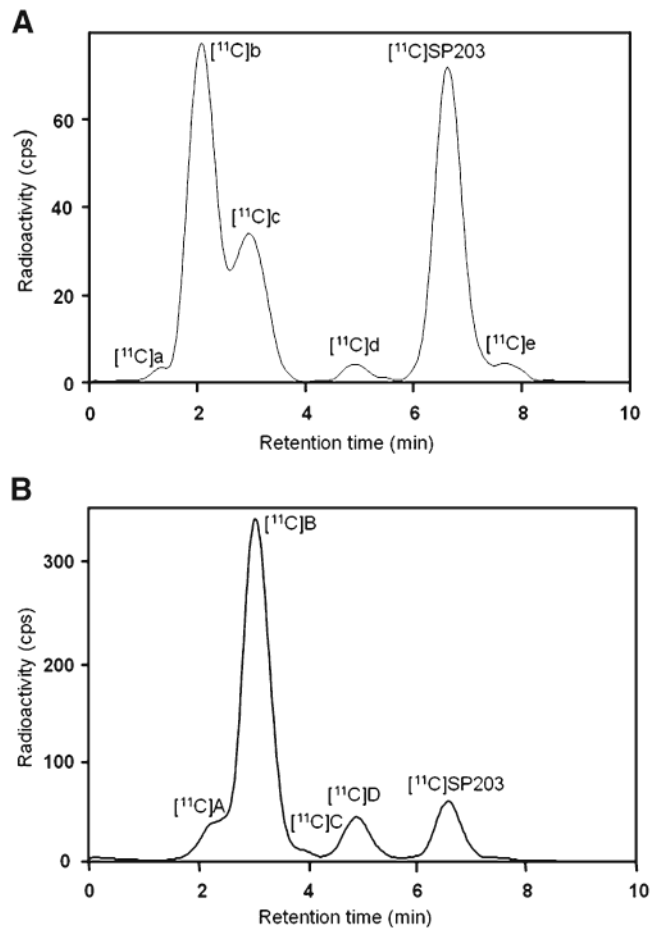 A
[¹¹C]b
[¹¹C]SP203
60
Radioactivity (cps)
40
[¹¹C]c
20
[¹¹C]a
[¹¹C]d
[¹¹C]e
0
0 2 4 6 8 10
Retention time (min)
B
[¹¹C]B
300
Radioactivity (cps)
200
100
[¹¹C]A
[¹¹C]C
[¹¹C]D
[¹¹C]SP203
0
0 2 4 6 8 10
Retention time (min)